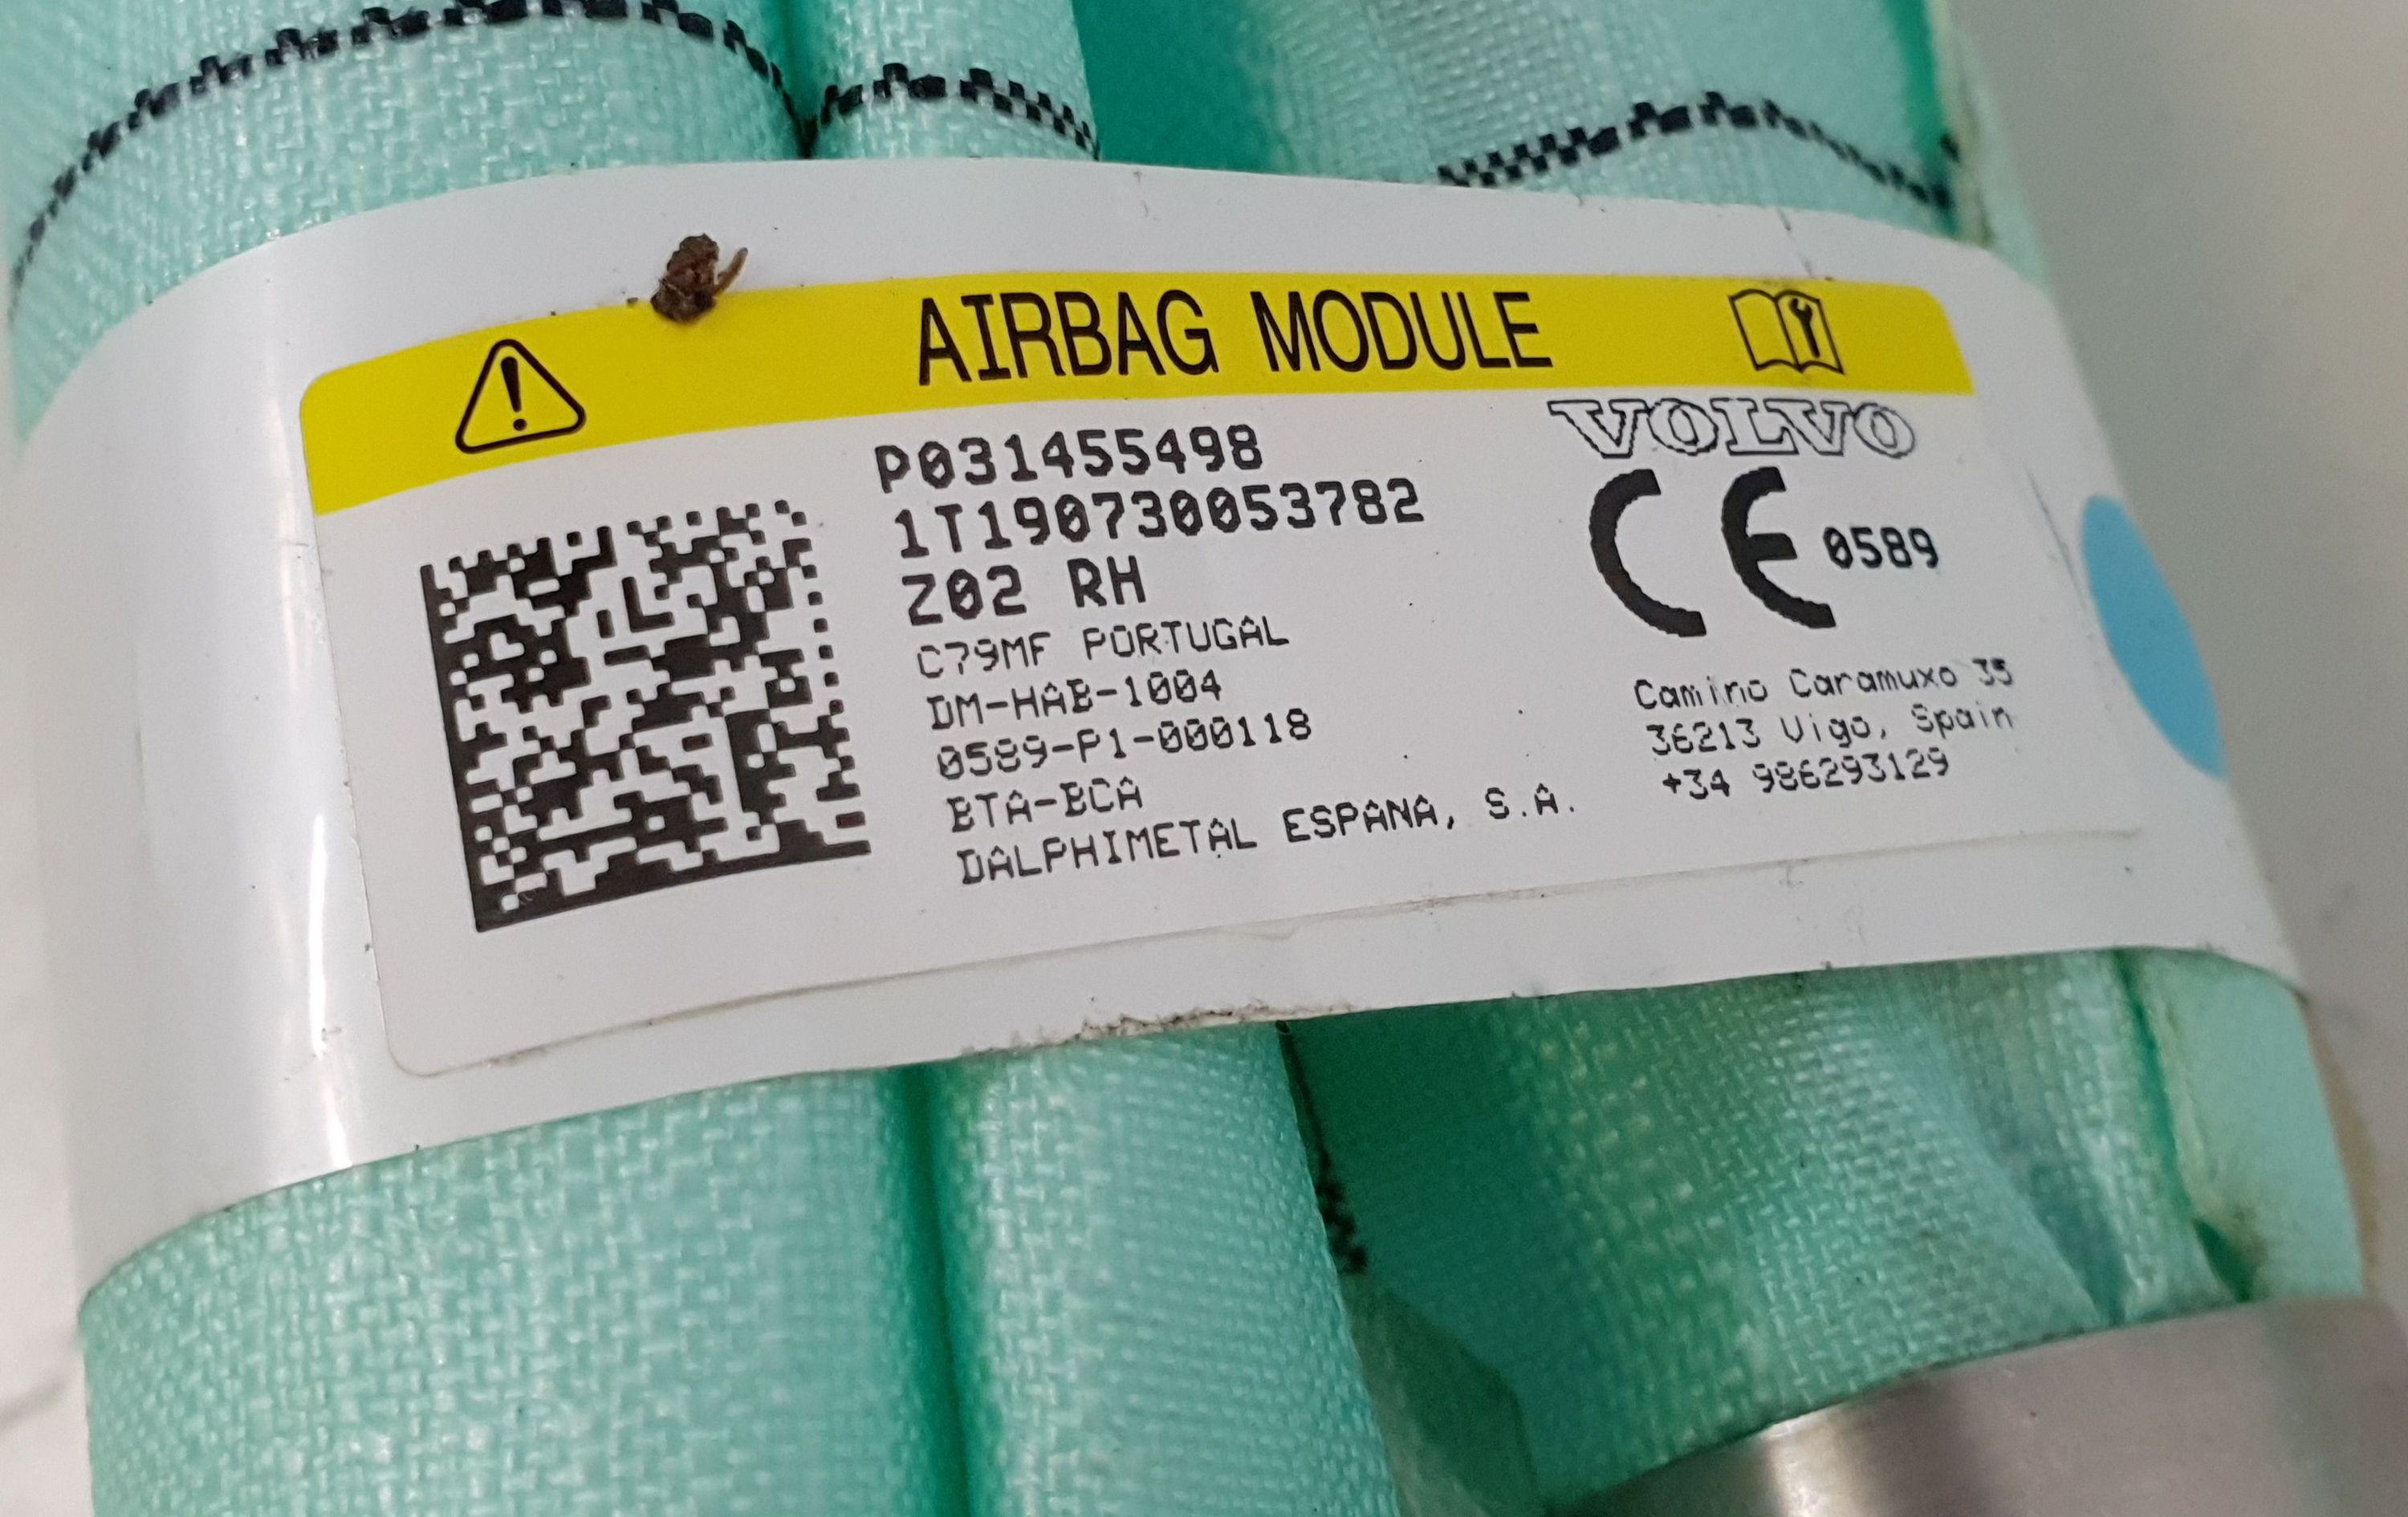 AIRBAG MODULE
VOLVO
P031455498
1T190730053782
Z02 RH
C79MF PORTUGAL
DM-HAB-1004
0589-P1-000118
BTA-BCA
DALPHIMETAL ESPANA, S.A.
CE 0589
Camino Caramuxo 35
36213 Vigo, Spain
+34 986293129